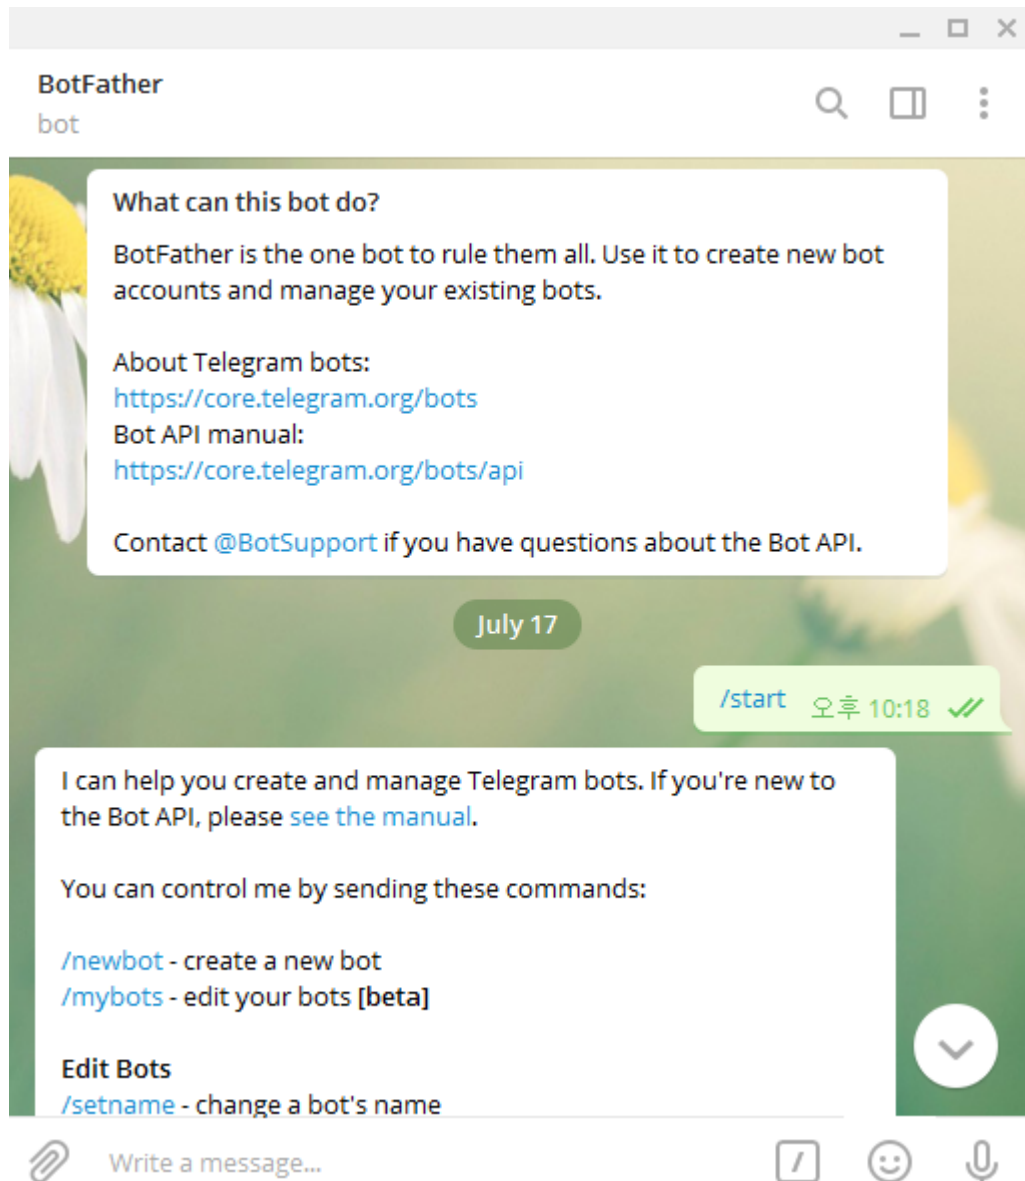 BotFather
bot
What can this bot do?
BotFather is the one bot to rule them all. Use it to create new bot
accounts and manage your existing bots.
About Telegram bots:
https://core.telegram.org/bots
Bot API manual:
https://core.telegram.org/bots/api
Contact @BotSupport if you have questions about the Bot API.
July 17
/start 오후 10:18
I can help you create and manage Telegram bots. If you're new to
the Bot API, please see the manual.
You can control me by sending these commands:
/newbot - create a new bot
/mybots - edit your bots [beta]
Edit Bots
/setname - change a bot's name
Write a message...